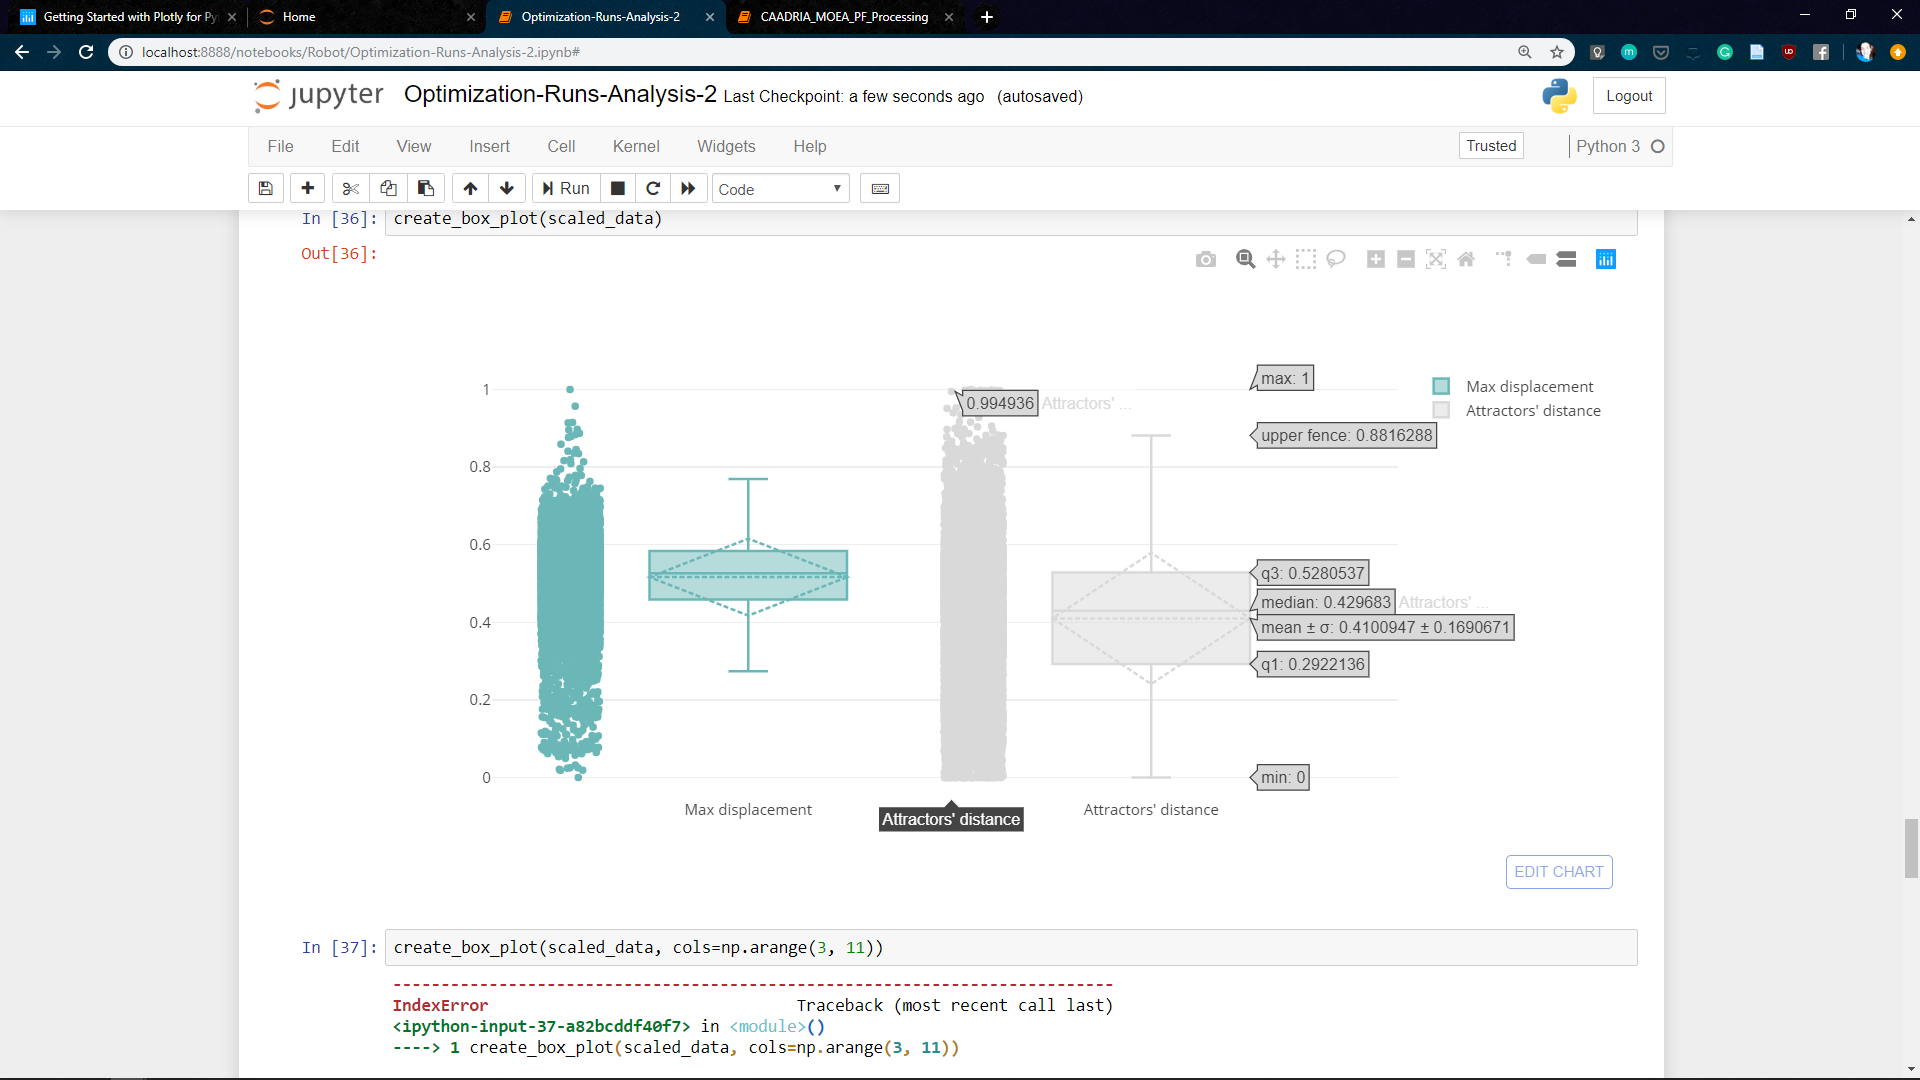 Getting Started with Plotly for Py
Home
Optimization-Runs-Analysis-2
CAADRIA_MOEA_PF_Processing
localhost:8888/notebooks/Robot/Optimization-Runs-Analysis-2.ipynb#
jupyter Optimization-Runs-Analysis-2 Last Checkpoint: a few seconds ago (autosaved)
Logout
File Edit View Insert Cell Kernel Widgets Help
Trusted
Python 3
Run
Code
In [36]: create_box_plot(scaled_data)
Out[36]:
max: 1
Max displacement
Attractors' distance
1
0.994936 Attractors' ...
upper fence: 0.8816288
0.8
0.6
q3: 0.5280537
median: 0.429683 Attractors' ...
mean ± σ: 0.4100947 ± 0.1690671
0.4
q1: 0.2922136
0.2
0
min: 0
Max displacement
Attractors' distance
Attractors' distance
EDIT CHART
In [37]: create_box_plot(scaled_data, cols=np.arange(3, 11))
---------------------------------------------------------------------------
IndexError Traceback (most recent call last)
<ipython-input-37-a82bcddf40f7> in <module>()
----> 1 create_box_plot(scaled_data, cols=np.arange(3, 11))